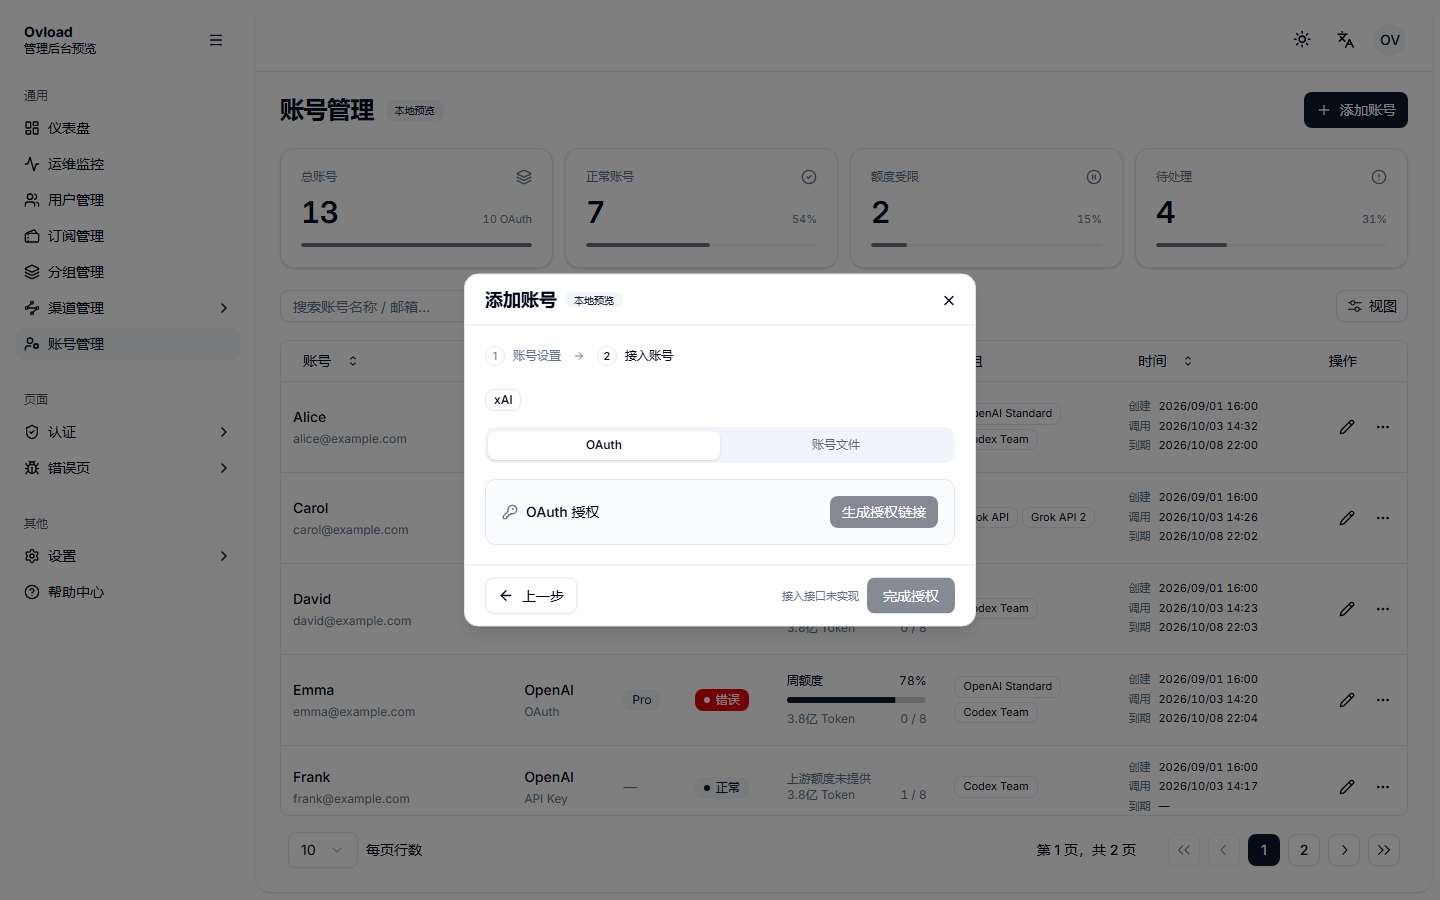 Ovload
管理后台预览
OV
通用
仪表盘
运维监控
用户管理
订阅管理
分组管理
渠道管理
账号管理
页面
认证
错误页
其他
设置
帮助中心
账号管理 本地预览
添加账号
总账号
13
10 OAuth
正常账号
7
54%
额度受限
2
15%
待处理
4
31%
搜索账号名称 / 邮箱...
视图
账号
时间
操作
Alice
alice@example.com
enAI Standard
dex Team
创建 2026/09/01 16:00
调用 2026/10/03 14:32
到期 2026/10/08 22:00
Carol
carol@example.com
ok API
Grok API 2
创建 2026/09/01 16:00
调用 2026/10/03 14:26
到期 2026/10/08 22:02
David
david@example.com
3.8亿 Token
0 / 8
dex Team
创建 2026/09/01 16:00
调用 2026/10/03 14:23
到期 2026/10/08 22:03
Emma
emma@example.com
OpenAI
OAuth
Pro
错误
周额度 78%
3.8亿 Token 0 / 8
OpenAI Standard
Codex Team
创建 2026/09/01 16:00
调用 2026/10/03 14:20
到期 2026/10/08 22:04
Frank
frank@example.com
OpenAI
API Key
—
正常
上游额度未提供
3.8亿 Token 1 / 8
Codex Team
创建 2026/09/01 16:00
调用 2026/10/03 14:17
到期 —
10 每页行数
第 1 页，共 2 页
1
2
添加账号 本地预览
1 账号设置
2 接入账号
xAI
OAuth
账号文件
OAuth 授权
生成授权链接
上一步
接入接口未实现
完成授权